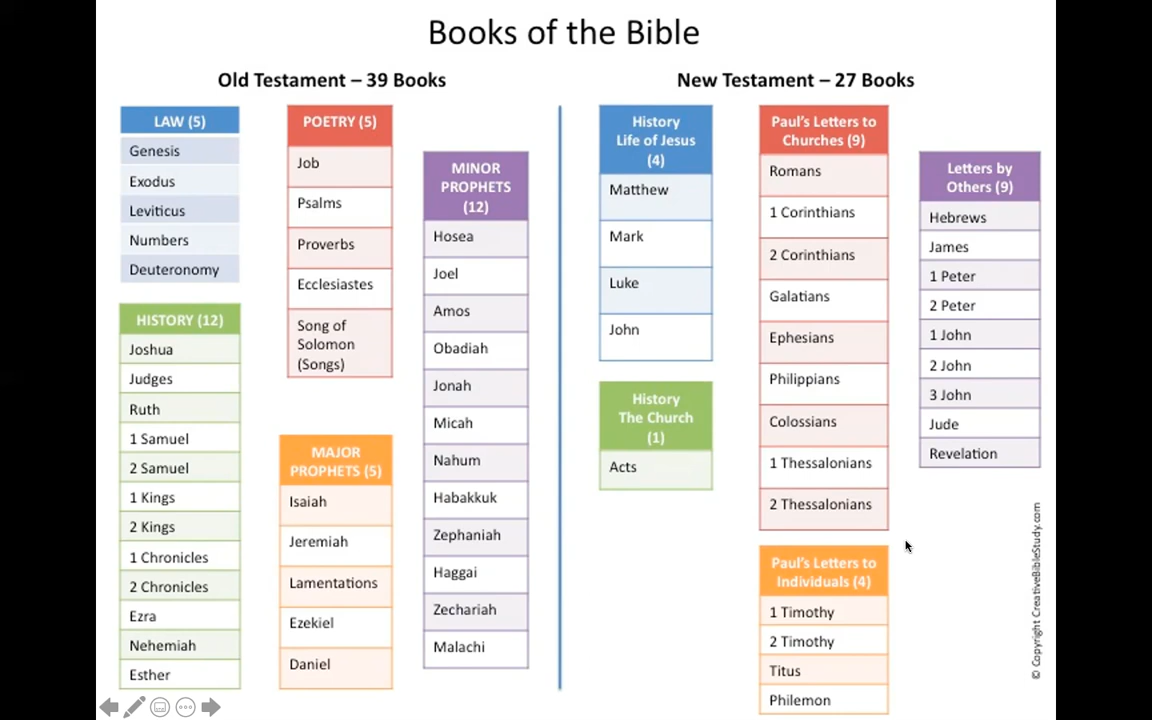 Books of the Bible
Old Testament – 39 Books
LAW (5)
Genesis
Exodus
Leviticus
Numbers
Deuteronomy
HISTORY (12)
Joshua
Judges
Ruth
1 Samuel
2 Samuel
1 Kings
2 Kings
1 Chronicles
2 Chronicles
Ezra
Nehemiah
Esther
POETRY (5)
Job
Psalms
Proverbs
Ecclesiastes
Song of
Solomon
(Songs)
MAJOR
PROPHETS (5)
Isaiah
Jeremiah
Lamentations
Ezekiel
Daniel
MINOR
PROPHETS
(12)
Hosea
Joel
Amos
Obadiah
Jonah
Micah
Nahum
Habakkuk
Zephaniah
Haggai
Zechariah
Malachi
New Testament – 27 Books
History
Life of Jesus
(4)
Matthew
Mark
Luke
John
History
The Church
(1)
Acts
Paul's Letters to
Churches (9)
Romans
1 Corinthians
2 Corinthians
Galatians
Ephesians
Philippians
Colossians
1 Thessalonians
2 Thessalonians
Paul's Letters to
Individuals (4)
1 Timothy
2 Timothy
Titus
Philemon
Letters by
Others (9)
Hebrews
James
1 Peter
2 Peter
1 John
2 John
3 John
Jude
Revelation
© Copyright CreativeBibleStudy.com